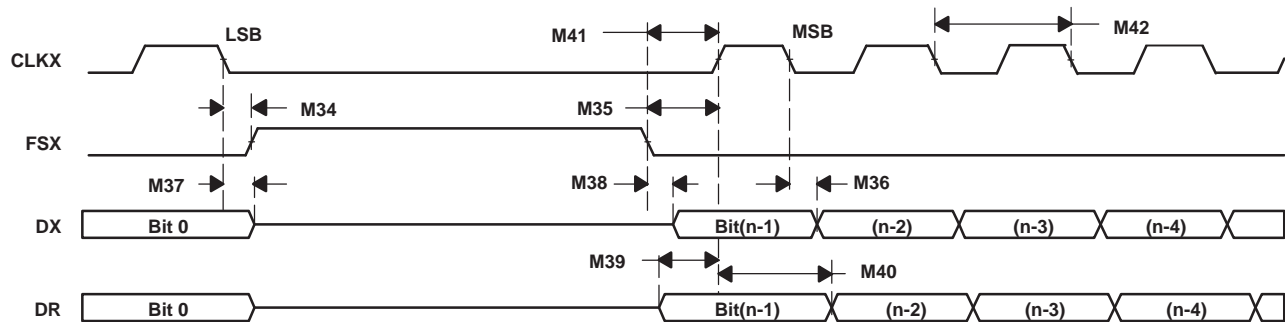 LSB M41 MSB M42
CLKX
M34 M35
FSX
M37 M38 M36
DX Bit 0 Bit(n-1) (n-2) (n-3) (n-4)
M39 M40
DR Bit 0 Bit(n-1) (n-2) (n-3) (n-4)